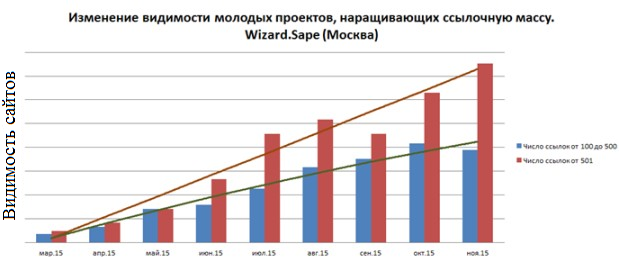 Изменение видимости молодых проектов, наращивающих ссылочную массу.
Wizard.Sape (Москва)
Видимость сайтов
Число ссылок от 100 до 500
Число ссылок от 501
мар.15 апр.15 май.15 июн.15 июл.15 авг.15 сен.15 окт.15 ноя.15